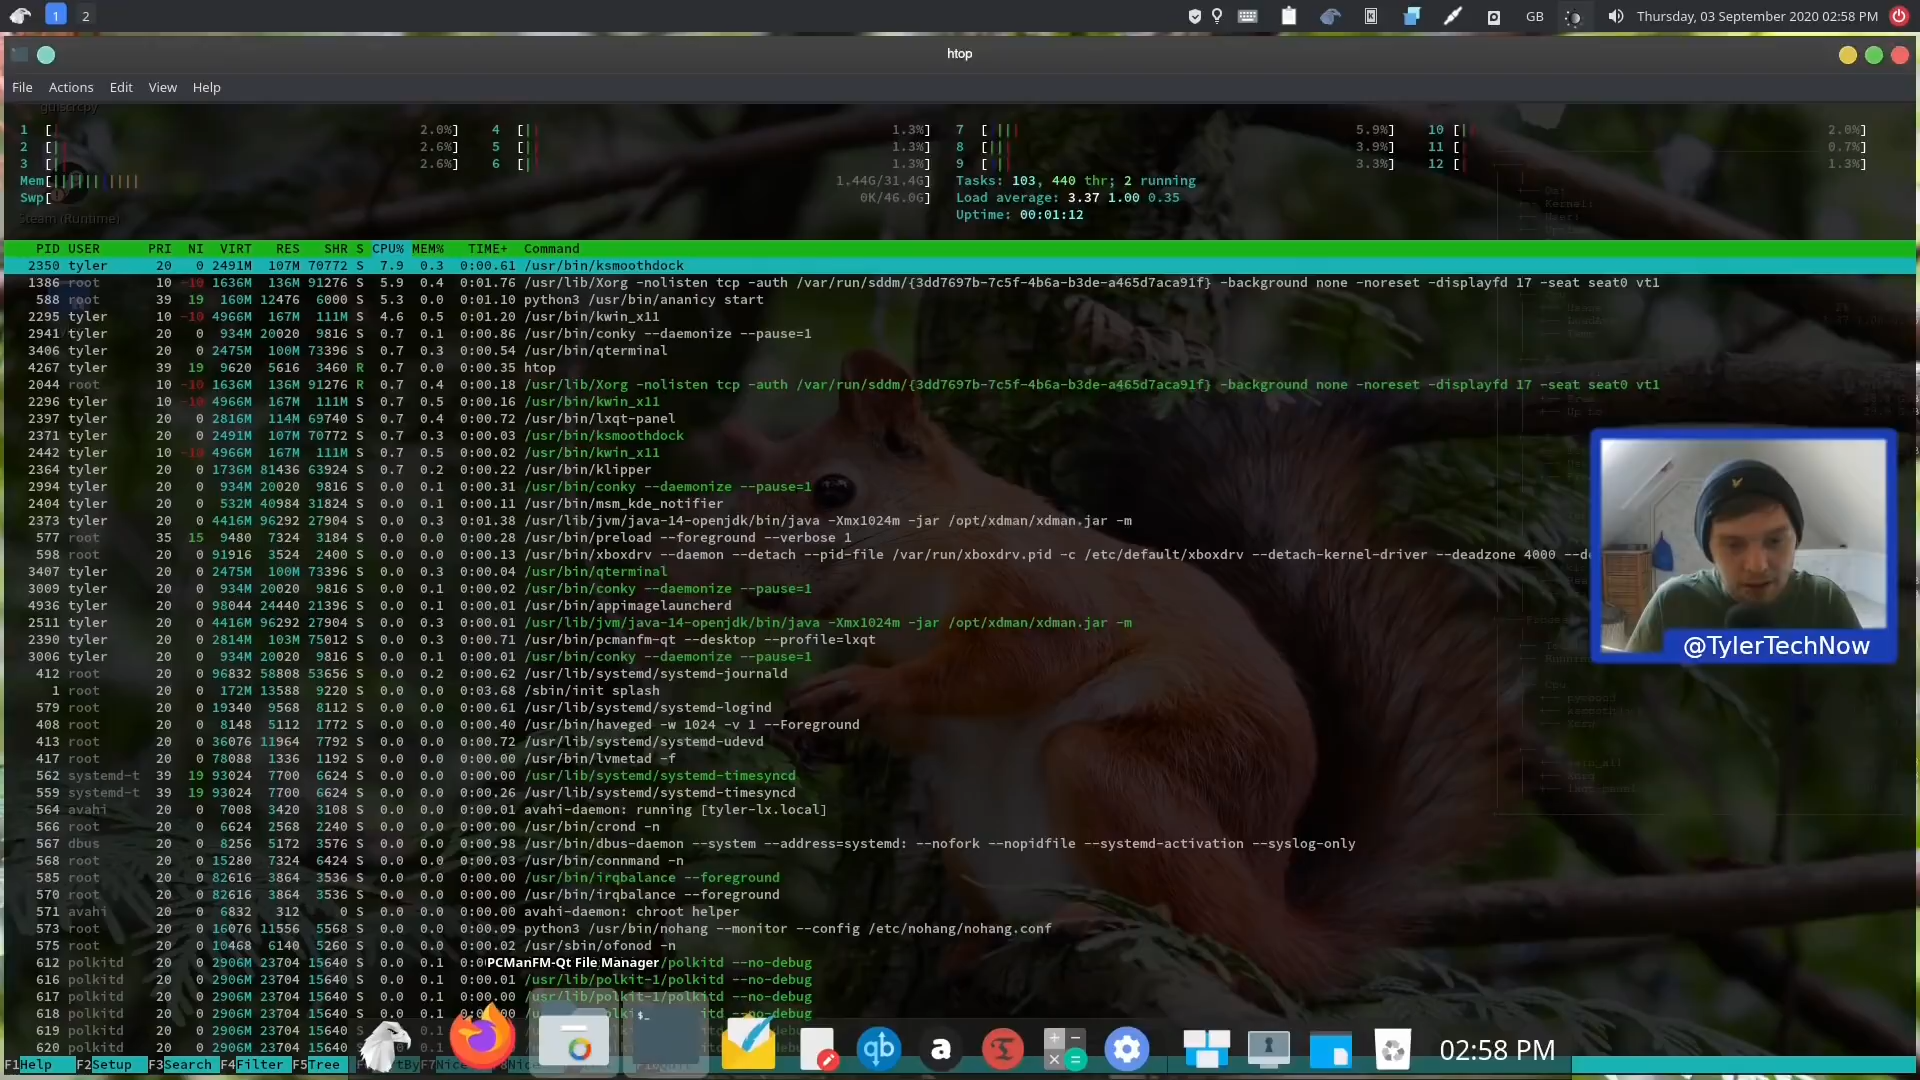 1 2 GB Thursday, 03 September 2020 02:58 PM
htop
File Actions Edit View Help
1 [ 2.0%] 4 [ 1.3%] 7 [ 5.9%] 10 [ 2.0%]
2 [ 2.6%] 5 [ 1.3%] 8 [ 3.9%] 11 [ 0.7%]
3 [ 2.6%] 6 [ 1.3%] 9 [ 3.3%] 12 [ 1.3%]
Mem[ 1.44G/31.4G] Tasks: 103, 440 thr; 2 running
Swp[ 0K/46.0G] Load average: 3.37 1.00 0.35
Steam (Runtime) Uptime: 00:01:12
PID USER PRI NI VIRT RES SHR S CPU% MEM% TIME+ Command
2350 tyler 20 0 2491M 107M 70772 S 7.9 0.3 0:00.61 /usr/bin/ksmoothdock
1386 root 10 -10 1636M 136M 91276 S 5.9 0.4 0:01.76 /usr/lib/Xorg -nolisten tcp -auth /var/run/sddm/{3dd7697b-7c5f-4b6a-b3de-a465d7aca91f} -background none -noreset -displayfd 17 -seat seat0 vt1
588 root 39 19 160M 12476 6000 S 5.3 0.0 0:01.10 python3 /usr/bin/ananicy start
2295 tyler 10 -10 4966M 167M 111M S 4.6 0.5 0:01.20 /usr/bin/kwin_x11
2941 tyler 20 0 934M 20020 9816 S 0.7 0.1 0:00.86 /usr/bin/conky --daemonize --pause=1
3406 tyler 20 0 2475M 100M 73396 S 0.7 0.3 0:00.54 /usr/bin/qterminal
4267 tyler 39 19 9620 5616 3460 R 0.7 0.0 0:00.35 htop
2044 root 10 -10 1636M 136M 91276 R 0.7 0.4 0:00.18 /usr/lib/Xorg -nolisten tcp -auth /var/run/sddm/{3dd7697b-7c5f-4b6a-b3de-a465d7aca91f} -background none -noreset -displayfd 17 -seat seat0 vt1
2296 tyler 10 -10 4966M 167M 111M S 0.7 0.5 0:00.16 /usr/bin/kwin_x11
2397 tyler 20 0 2816M 114M 69740 S 0.7 0.4 0:00.72 /usr/bin/lxqt-panel
2371 tyler 20 0 2491M 107M 70772 S 0.7 0.3 0:00.03 /usr/bin/ksmoothdock
2442 tyler 10 -10 4966M 167M 111M S 0.7 0.5 0:00.02 /usr/bin/kwin_x11
2364 tyler 20 0 1736M 81436 63924 S 0.7 0.2 0:00.22 /usr/bin/klipper
2994 tyler 20 0 934M 20020 9816 S 0.0 0.1 0:00.31 /usr/bin/conky --daemonize --pause=1
2404 tyler 20 0 532M 40984 31824 S 0.0 0.1 0:00.11 /usr/bin/msm_kde_notifier
2373 tyler 20 0 4416M 96292 27904 S 0.0 0.3 0:01.38 /usr/lib/jvm/java-14-openjdk/bin/java -Xmx1024m -jar /opt/xdman/xdman.jar -m
577 root 35 15 9480 7324 3184 S 0.0 0.0 0:00.28 /usr/bin/preload --foreground --verbose 1
598 root 20 0 91916 3524 2400 S 0.0 0.0 0:00.13 /usr/bin/xboxdrv --daemon --detach --pid-file /var/run/xboxdrv.pid -c /etc/default/xboxdrv --detach-kernel-driver --deadzone 4000 --d
3407 tyler 20 0 2475M 100M 73396 S 0.0 0.3 0:00.04 /usr/bin/qterminal
3009 tyler 20 0 934M 20020 9816 S 0.0 0.1 0:00.02 /usr/bin/conky --daemonize --pause=1
4936 tyler 20 0 98044 24440 21396 S 0.0 0.1 0:00.01 /usr/bin/appimagelauncherd
2511 tyler 20 0 4416M 96292 27904 S 0.0 0.3 0:00.01 /usr/lib/jvm/java-14-openjdk/bin/java -Xmx1024m -jar /opt/xdman/xdman.jar -m
2390 tyler 20 0 2814M 103M 75012 S 0.0 0.3 0:00.71 /usr/bin/pcmanfm-qt --desktop --profile=lxqt
@TylerTechNow
3006 tyler 20 0 934M 20020 9816 S 0.0 0.1 0:00.01 /usr/bin/conky --daemonize --pause=1
412 root 20 0 96832 58808 53656 S 0.0 0.2 0:00.62 /usr/lib/systemd/systemd-journald
1 root 20 0 172M 13588 9220 S 0.0 0.0 0:03.68 /sbin/init splash
579 root 20 0 19340 9568 8112 S 0.0 0.0 0:00.61 /usr/lib/systemd/systemd-logind
408 root 20 0 8148 5112 1772 S 0.0 0.0 0:00.40 /usr/bin/haveged -w 1024 -v 1 --Foreground
413 root 20 0 36076 11964 7792 S 0.0 0.0 0:00.72 /usr/lib/systemd/systemd-udevd
417 root 20 0 78088 1336 1192 S 0.0 0.0 0:00.00 /usr/bin/lvmetad -f
562 systemd-t 39 19 93024 7700 6624 S 0.0 0.0 0:00.00 /usr/lib/systemd/systemd-timesyncd
559 systemd-t 39 19 93024 7700 6624 S 0.0 0.0 0:00.26 /usr/lib/systemd/systemd-timesyncd
564 avahi 20 0 7008 3420 3108 S 0.0 0.0 0:00.01 avahi-daemon: running [tyler-lx.local]
566 root 20 0 6624 2568 2240 S 0.0 0.0 0:00.00 /usr/bin/crond -n
567 dbus 20 0 8256 5172 3576 S 0.0 0.0 0:00.98 /usr/bin/dbus-daemon --system --address=systemd: --nofork --nopidfile --systemd-activation --syslog-only
568 root 20 0 15280 7324 6424 S 0.0 0.0 0:00.03 /usr/bin/connmand -n
585 root 20 0 82616 3864 3536 S 0.0 0.0 0:00.00 /usr/bin/irqbalance --foreground
570 root 20 0 82616 3864 3536 S 0.0 0.0 0:00.00 /usr/bin/irqbalance --foreground
571 avahi 20 0 6832 312 0 S 0.0 0.0 0:00.00 avahi-daemon: chroot helper
573 root 20 0 16076 11556 5568 S 0.0 0.0 0:00.09 python3 /usr/bin/nohang --monitor --config /etc/nohang/nohang.conf
575 root 20 0 10468 6140 5260 S 0.0 0.0 0:00.02 /usr/sbin/ofonod -n
612 polkitd 20 0 2906M 23704 15640 S 0.0 0.1 0:0 PCManFM-Qt File Manager /polkitd --no-debug
616 polkitd 20 0 2906M 23704 15640 S 0.0 0.1 0:00.01 /usr/lib/polkit-1/polkitd --no-debug
617 polkitd 20 0 2906M 23704 15640 S 0.0 0.1 0:00.00 /usr/lib/polkit-1/polkitd --no-debug
618 polkitd 20 0 2906M 23704 15640 S 0.0 0.1
619 polkitd 20 0 2906M 23704 15640 S 0.0 0.1
620 polkitd 20 0 2906M 23704 15640 S 0.0 0.1
qb a 02:58 PM
F1Help F2Setup F3Search F4Filter F5Tree